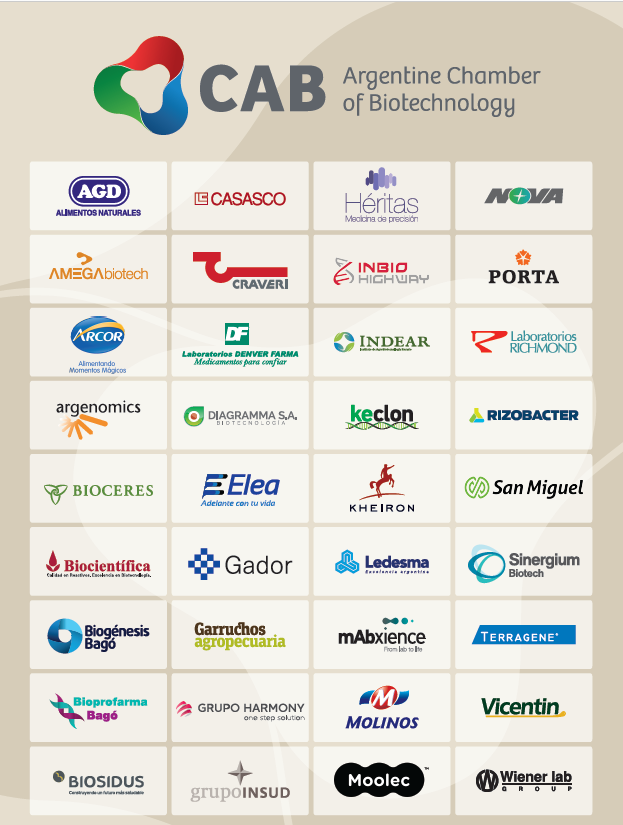 CAB
Argentine Chamber
of Biotechnology
AGD
ALIMENTOS NATURALES
CASASCO
Héritas
Medicina de precisión
NOVA
AMEGAbiotech
CRAVERI
INBIO
HIGHWAY
PORTA
ARCOR
Alimentando
Momentos Mágicos
DF
Laboratorios DENVER FARMA
Medicamentos para confiar
INDEAR
Laboratorios
RICHMOND
argenomics
DIAGRAMMA S.A.
BIOTECNOLOGÍA
keclon
RIZOBACTER
BIOCERES
Elea
Adelante con tu vida
KHEIRON
San Miguel
Biocientífica
Calidad en Reactivos, Excelencia en Biotecnología.
Gador
Ledesma
Excelencia argentina
Sinergium
Biotech
Biogénesis
Bagó
Garruchos
agropecuaria
mAbxience
From lab to life
TERRAGENE®
Bioprofarma
Bagó
GRUPO HARMONY
one step solution
M
MOLINOS
Vicentin
BIOSIDUS
Construyendo un futuro más saludable
grupoINSUD
Moolec™
W
Wiener lab
GROUP